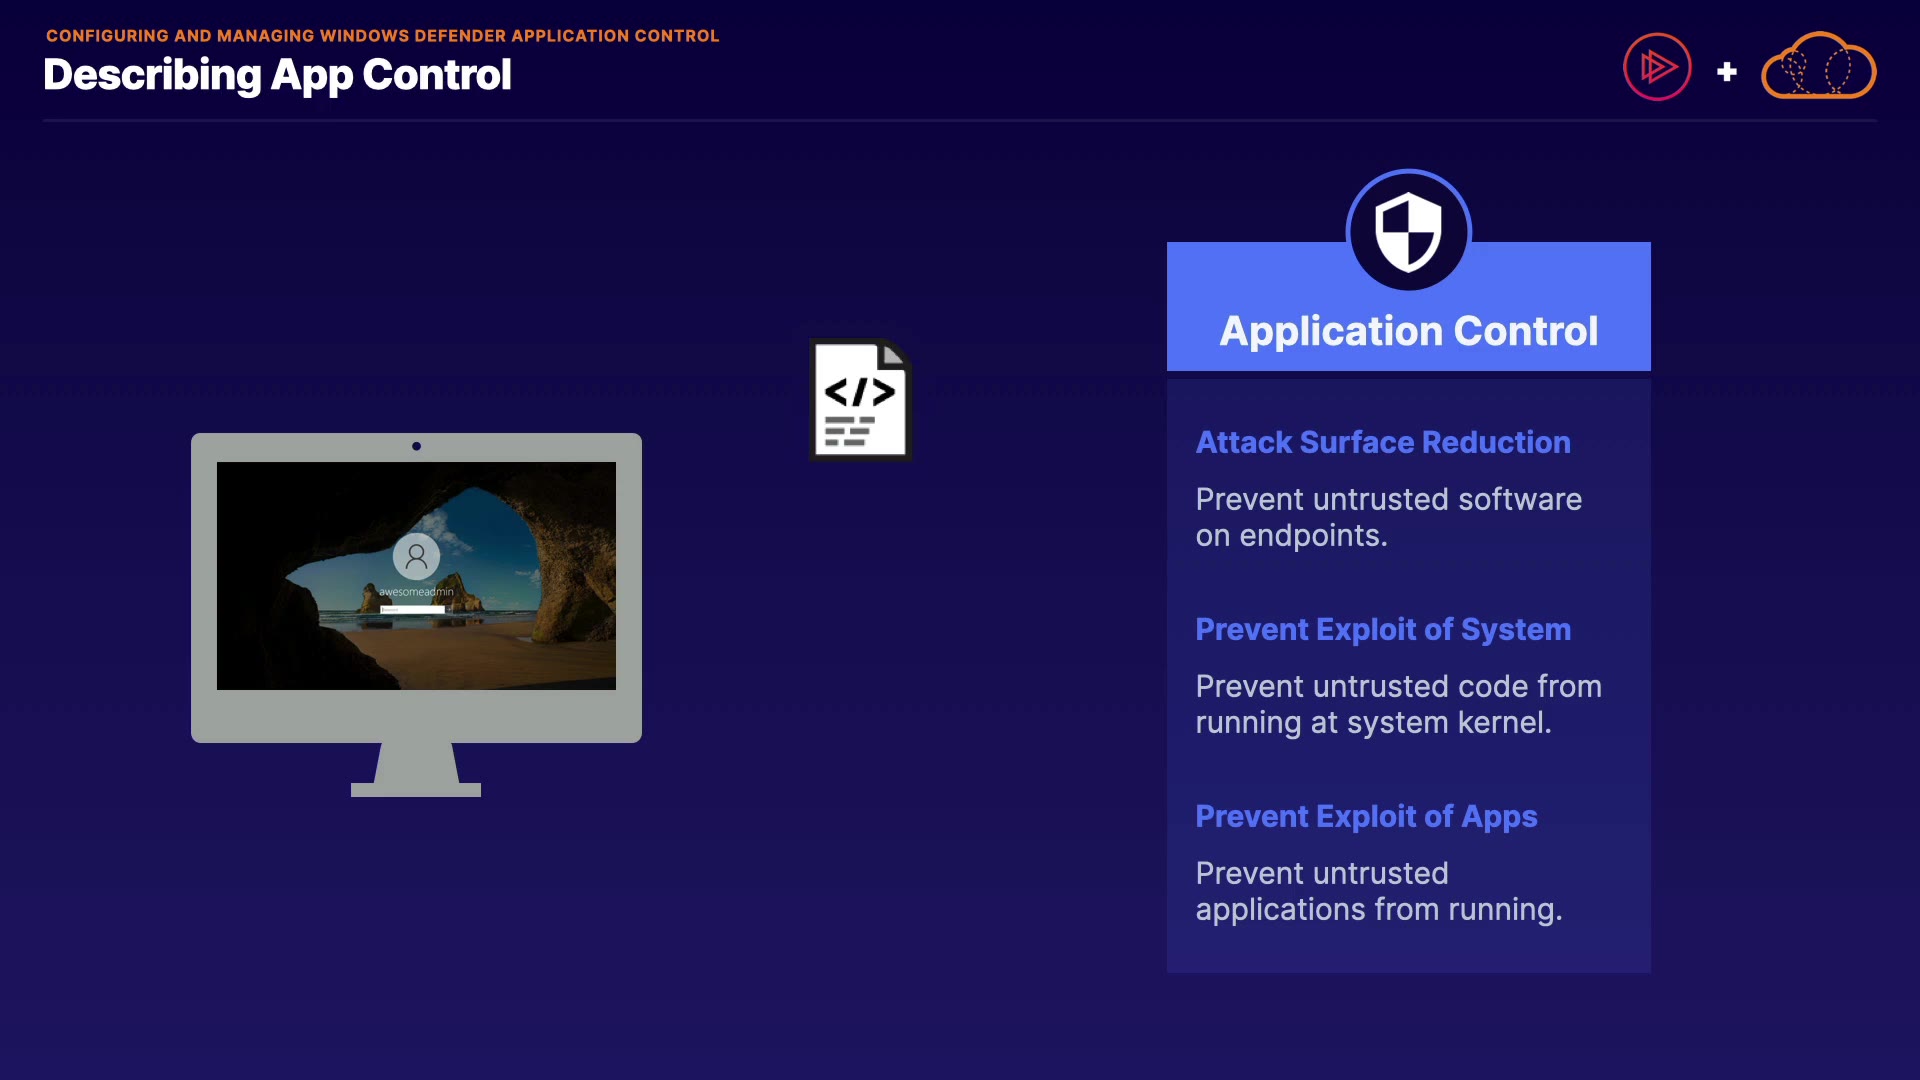 CONFIGURING AND MANAGING WINDOWS DEFENDER APPLICATION CONTROL
Describing App Control
</>
awesomeadmin
Application Control
Attack Surface Reduction
Prevent untrusted software
on endpoints.
Prevent Exploit of System
Prevent untrusted code from
running at system kernel.
Prevent Exploit of Apps
Prevent untrusted
applications from running.